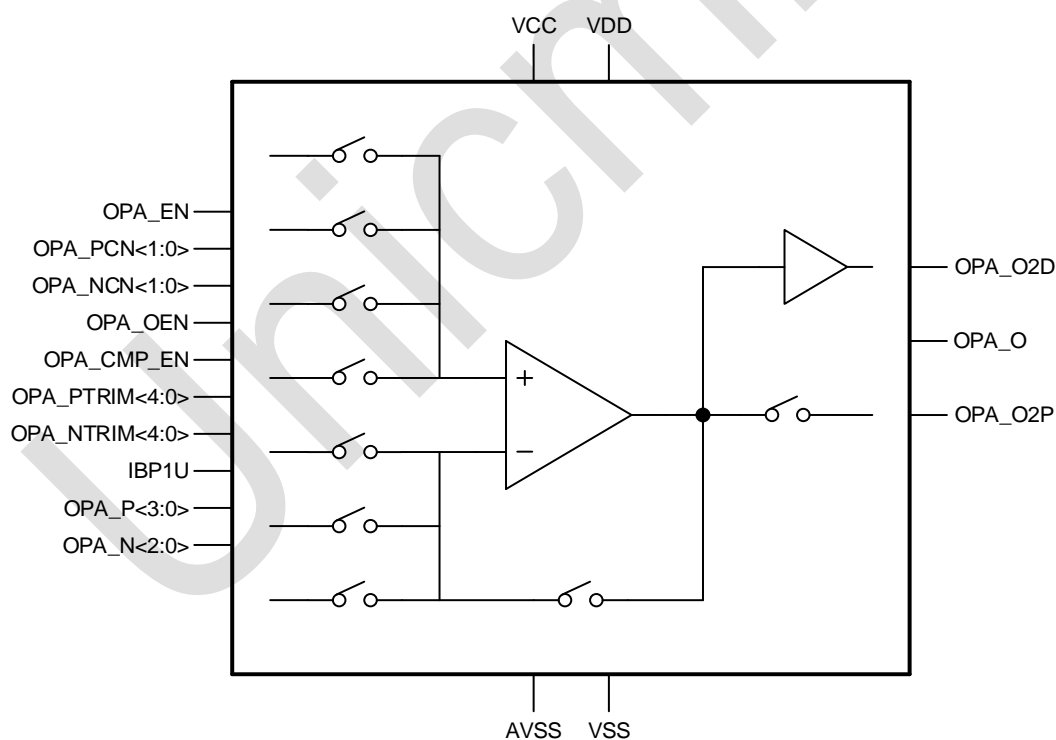 VCC VDD
OPA_EN
OPA_PCN<1:0>
OPA_NCN<1:0>
OPA_OEN
OPA_CMP_EN
OPA_PTRIM<4:0>
OPA_NTRIM<4:0>
IBP1U
OPA_P<3:0>
OPA_N<2:0>
+
−
OPA_O2D
OPA_O
OPA_O2P
AVSS VSS